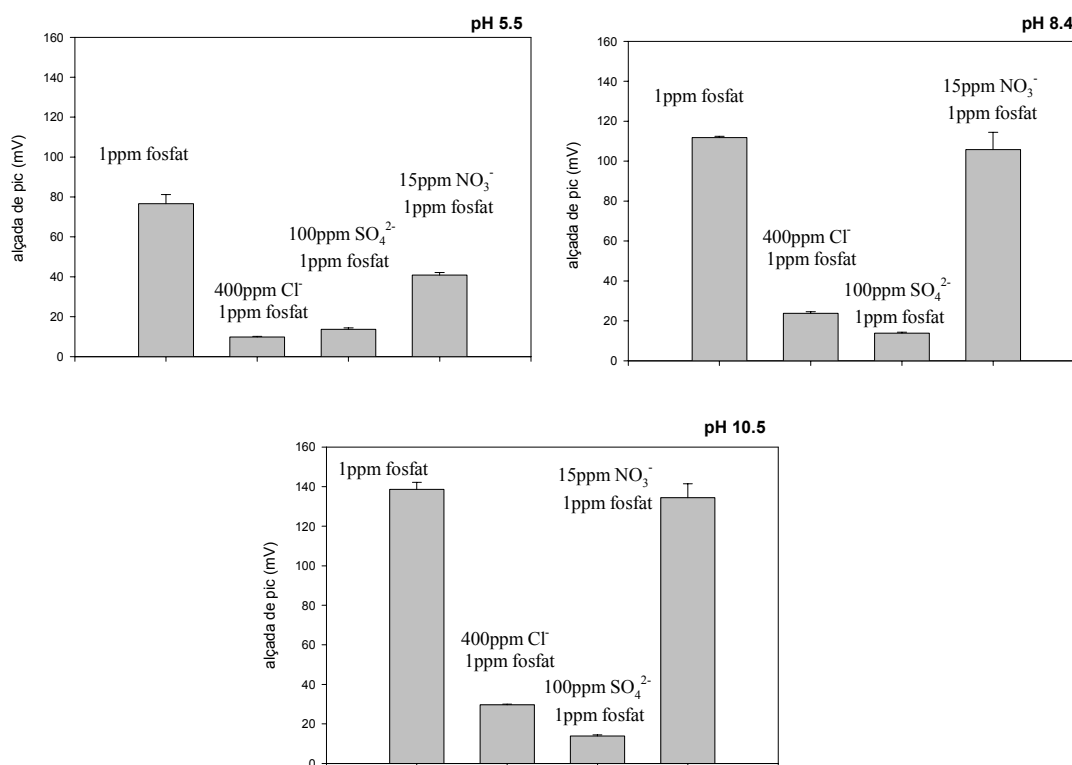 pH 5.5
alçada de pic (mV)
160
140
120
100
80
60
40
20
0
1ppm fosfat
400ppm Cl⁻
1ppm fosfat
100ppm SO₄²⁻
1ppm fosfat
15ppm NO₃⁻
1ppm fosfat
pH 8.4
alçada de pic (mV)
160
140
120
100
80
60
40
20
0
1ppm fosfat
400ppm Cl⁻
1ppm fosfat
100ppm SO₄²⁻
1ppm fosfat
15ppm NO₃⁻
1ppm fosfat
pH 10.5
alçada de pic (mV)
160
140
120
100
80
60
40
20
0
1ppm fosfat
400ppm Cl⁻
1ppm fosfat
100ppm SO₄²⁻
1ppm fosfat
15ppm NO₃⁻
1ppm fosfat